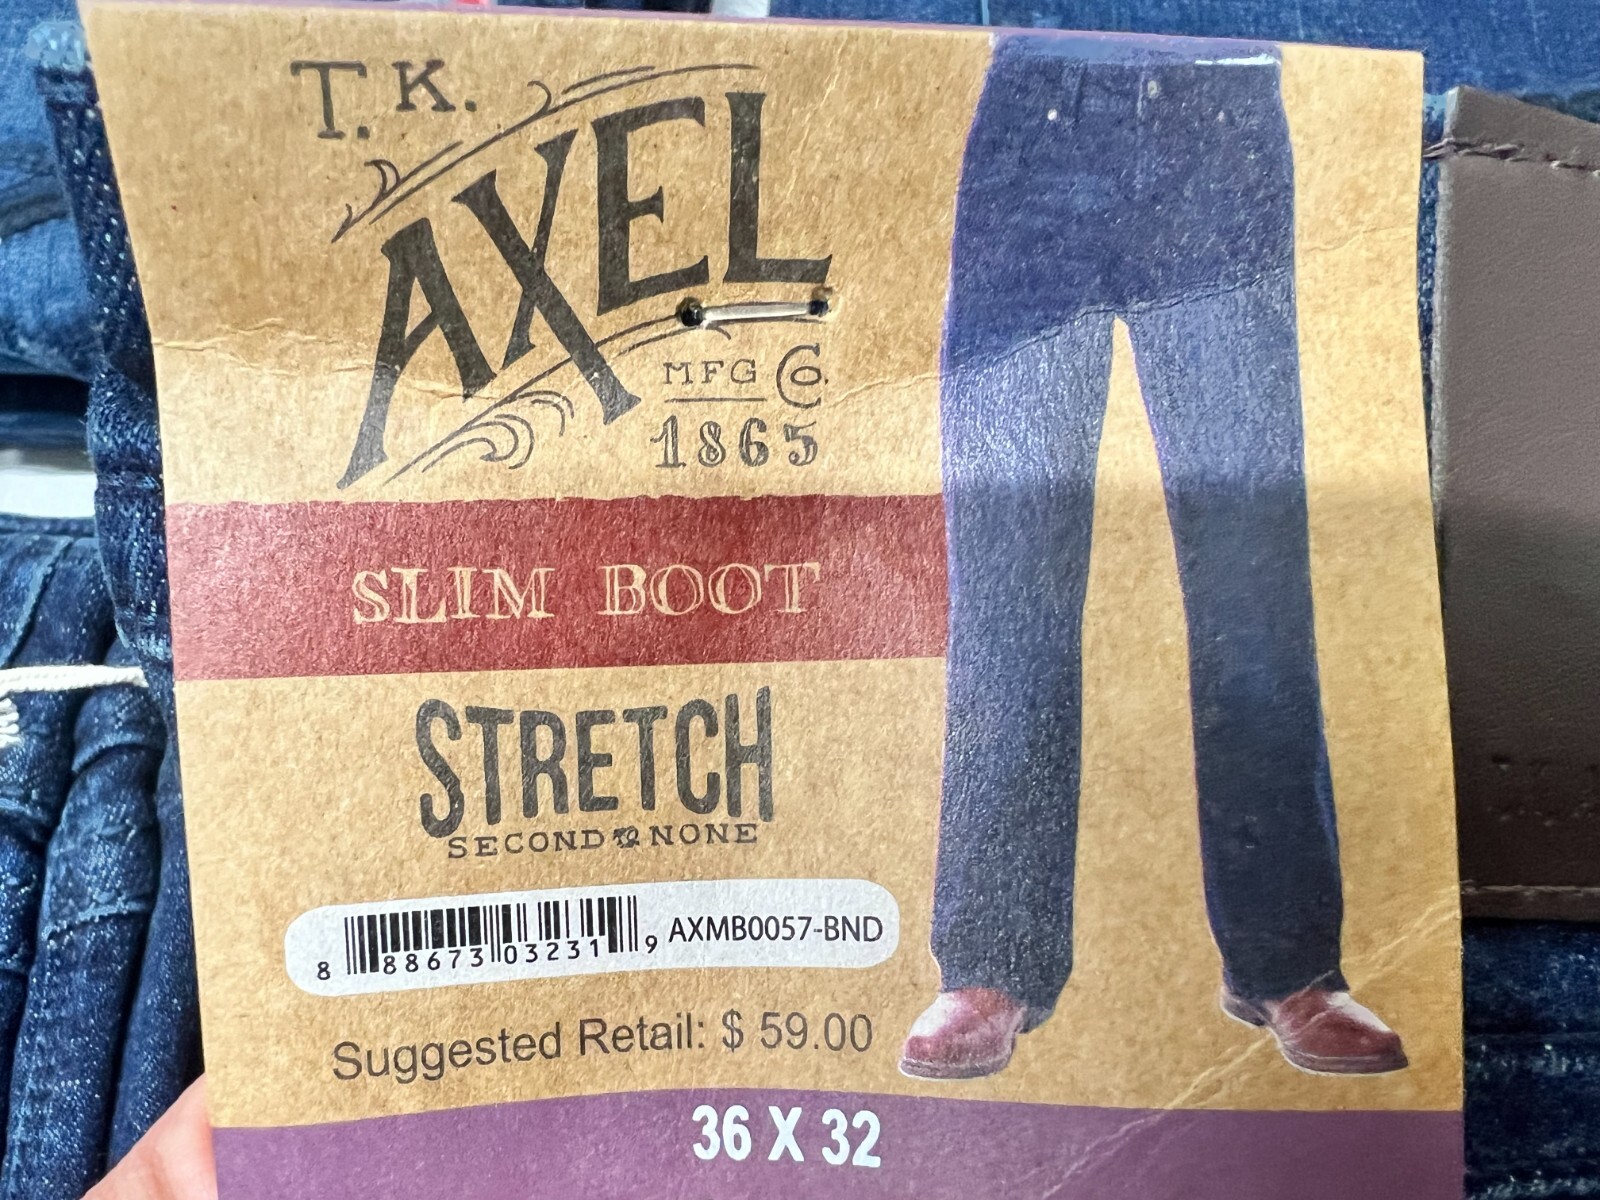 T.K.
AXEL
MFG Co.
1865
SLIM BOOT
STRETCH
SECOND TO NONE
8 88673 03231 9 AXMB0057-BND
Suggested Retail: $ 59.00
36 X 32